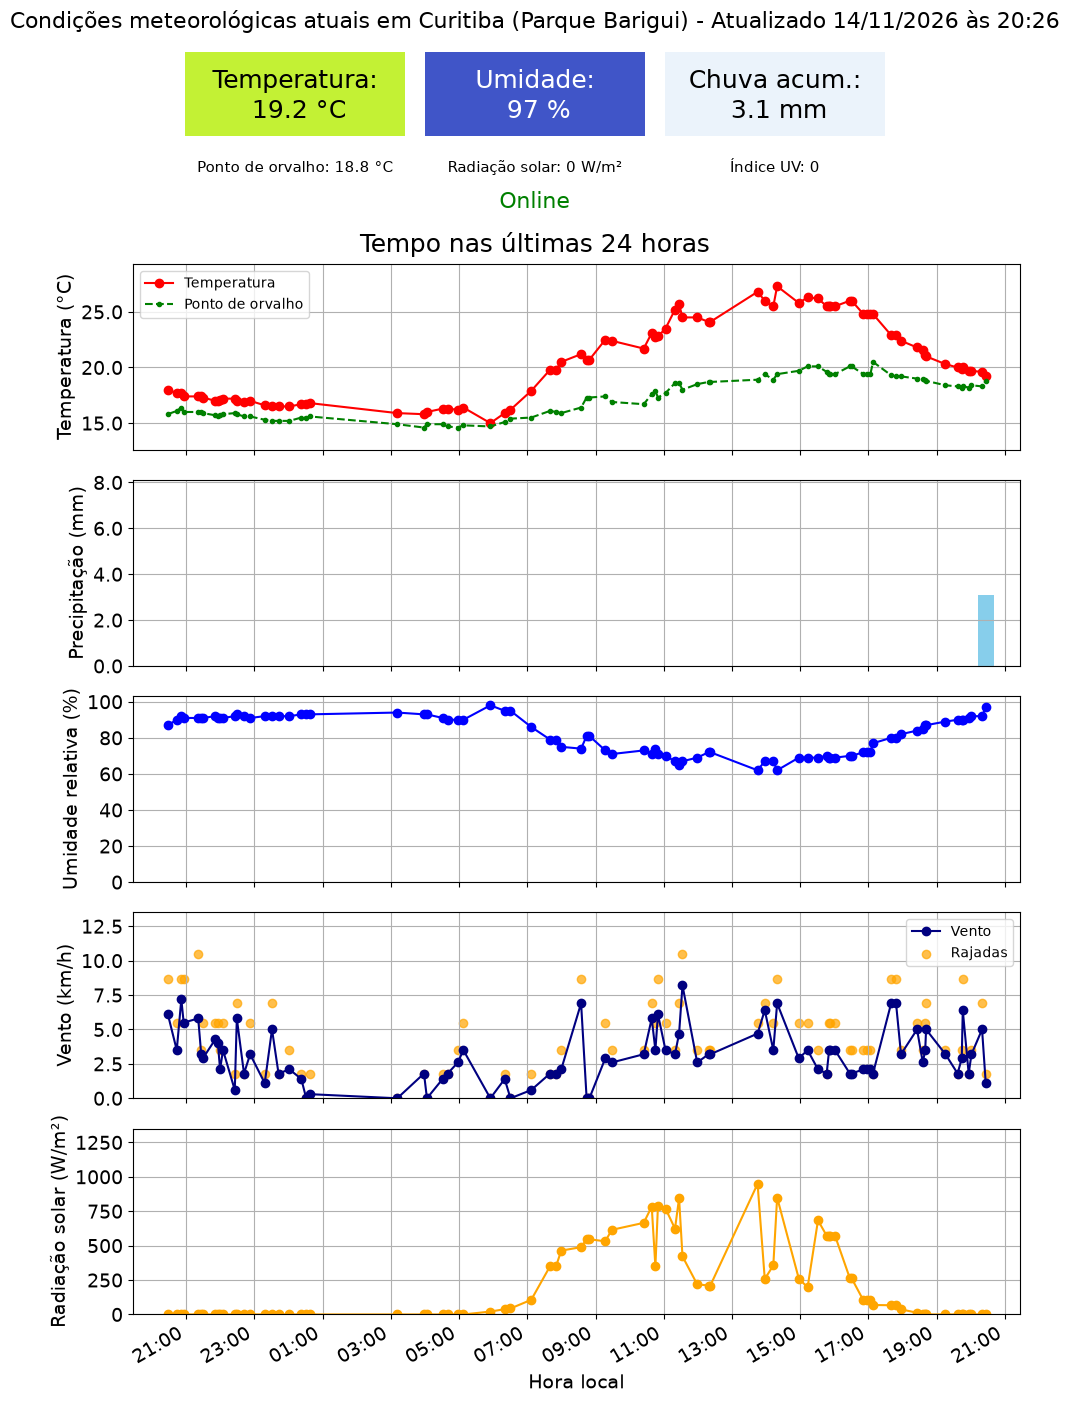 Condições meteorológicas atuais em Curitiba (Parque Barigui) - Atualizado 14/11/2026 às 20:26
Temperatura:
19.2 °C
Umidade:
97 %
Chuva acum.:
3.1 mm
Ponto de orvalho: 18.8 °C
Radiação solar: 0 W/m²
Índice UV: 0
Online
Tempo nas últimas 24 horas
Temperatura (°C)
25.0
20.0
15.0
Temperatura
Ponto de orvalho
Precipitação (mm)
8.0
6.0
4.0
2.0
0.0
Umidade relativa (%)
100
80
60
40
20
0
Vento (km/h)
12.5
10.0
7.5
5.0
2.5
0.0
Vento
Rajadas
Radiação solar (W/m²)
1250
1000
750
500
250
0
21:00
23:00
01:00
03:00
05:00
07:00
09:00
11:00
13:00
15:00
17:00
19:00
21:00
Hora local